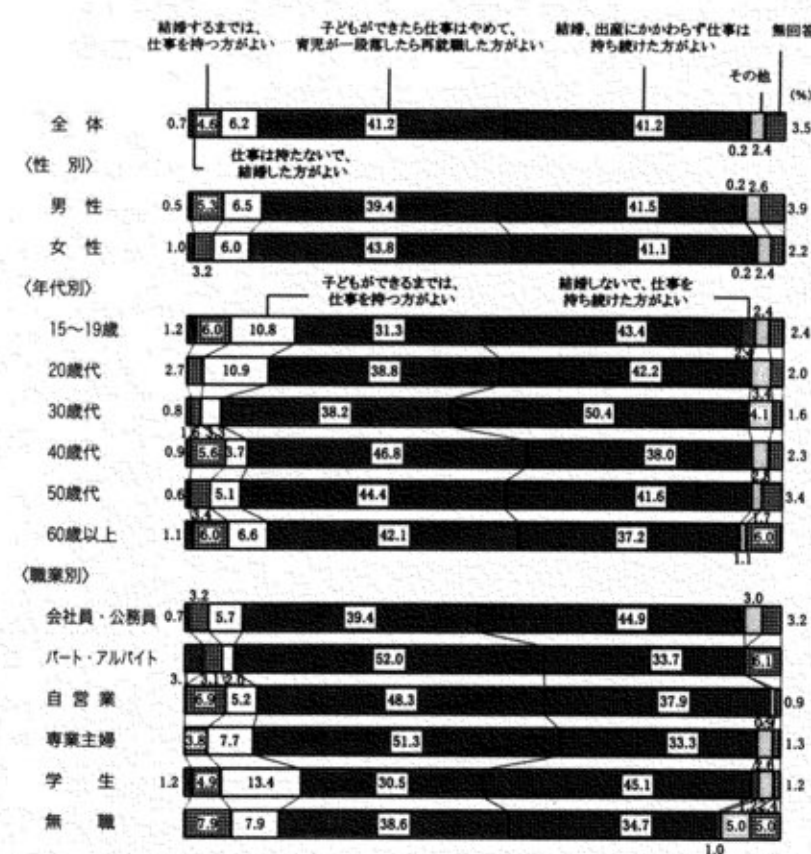 結婚するまでは、
仕事を持つ方がよい
子どもができたら仕事はやめて、
育児が一段落したら再就職した方がよい
結婚、出産にかかわらず仕事は
持ち続けた方がよい
無回答
その他
(%)
全体 0.7 4.6 6.2 41.2 41.2 3.5
0.2 2.4
仕事は持たないで、
結婚した方がよい
〈性 別〉
0.2 2.6
男性 0.5 5.3 6.5 39.4 41.5 3.9
女性 1.0 6.0 43.8 41.1 2.2
3.2 0.2 2.4
〈年代別〉
子どもができるまでは、
仕事を持つ方がよい
結婚しないで、仕事を
持ち続けた方がよい
2.4
15～19歳 1.2 6.0 10.8 31.3 43.4 2.4
20歳代 2.7 10.9 38.8 42.2 2.0
3.4
30歳代 0.8 38.2 50.4 4.1 1.6
40歳代 0.9 5.6 3.7 46.8 38.0 2.3
2.8
50歳代 0.6 5.1 44.4 41.6 3.4
3.4 1.7
60歳以上 1.1 6.0 6.6 42.1 37.2 6.0
1.1
〈職業別〉
3.2 3.0
会社員・公務員 0.7 5.7 39.4 44.9 3.2
パート・アルバイト 52.0 33.7 6.1
3.1 2.0
自営業 6.9 5.2 48.3 37.9 0.9
専業主婦 3.8 7.7 51.3 33.3 1.3
2.6
学生 1.2 4.9 13.4 30.5 45.1 1.2
1.2 2.4
無職 7.9 7.9 38.6 34.7 5.0 5.0
1.0